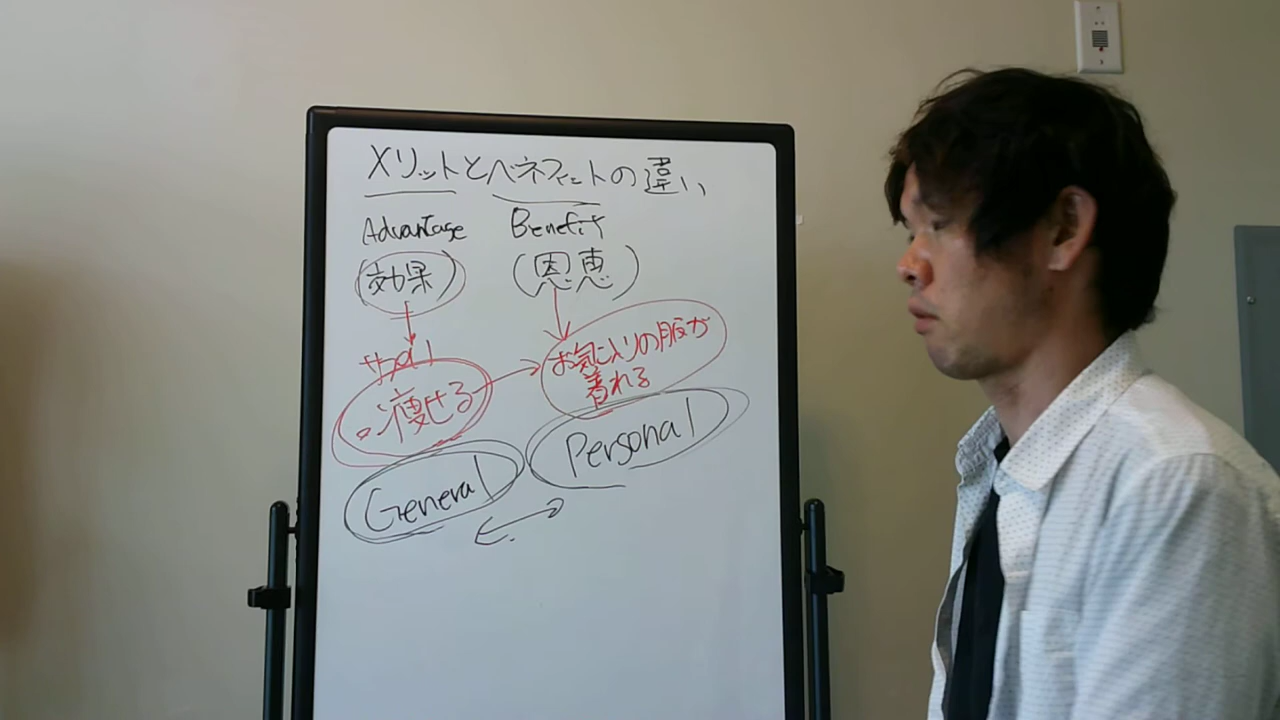 メリットとベネフィットの違い
Advantage Benefit
(効果) (恩恵)
サプリ
痩せる
お気に入りの服が
着れる
General Personal